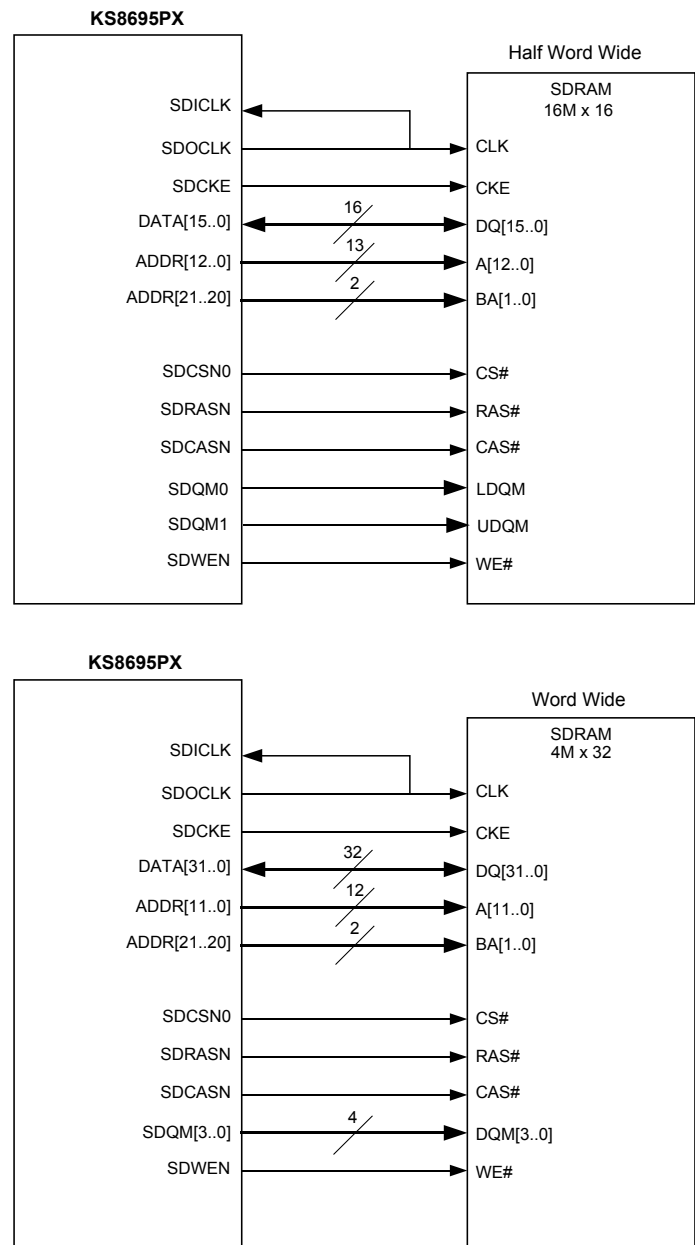 KS8695PX
Half Word Wide
SDRAM
16M x 16
SDICLK
SDOCLK CLK
SDCKE CKE
DATA[15..0] 16 DQ[15..0]
ADDR[12..0] 13 A[12..0]
ADDR[21..20] 2 BA[1..0]
SDCSN0 CS#
SDRASN RAS#
SDCASN CAS#
SDQM0 LDQM
SDQM1 UDQM
SDWEN WE#
KS8695PX
Word Wide
SDRAM
4M x 32
SDICLK
SDOCLK CLK
SDCKE CKE
DATA[31..0] 32 DQ[31..0]
ADDR[11..0] 12 A[11..0]
ADDR[21..20] 2 BA[1..0]
SDCSN0 CS#
SDRASN RAS#
SDCASN CAS#
SDQM[3..0] 4 DQM[3..0]
SDWEN WE#